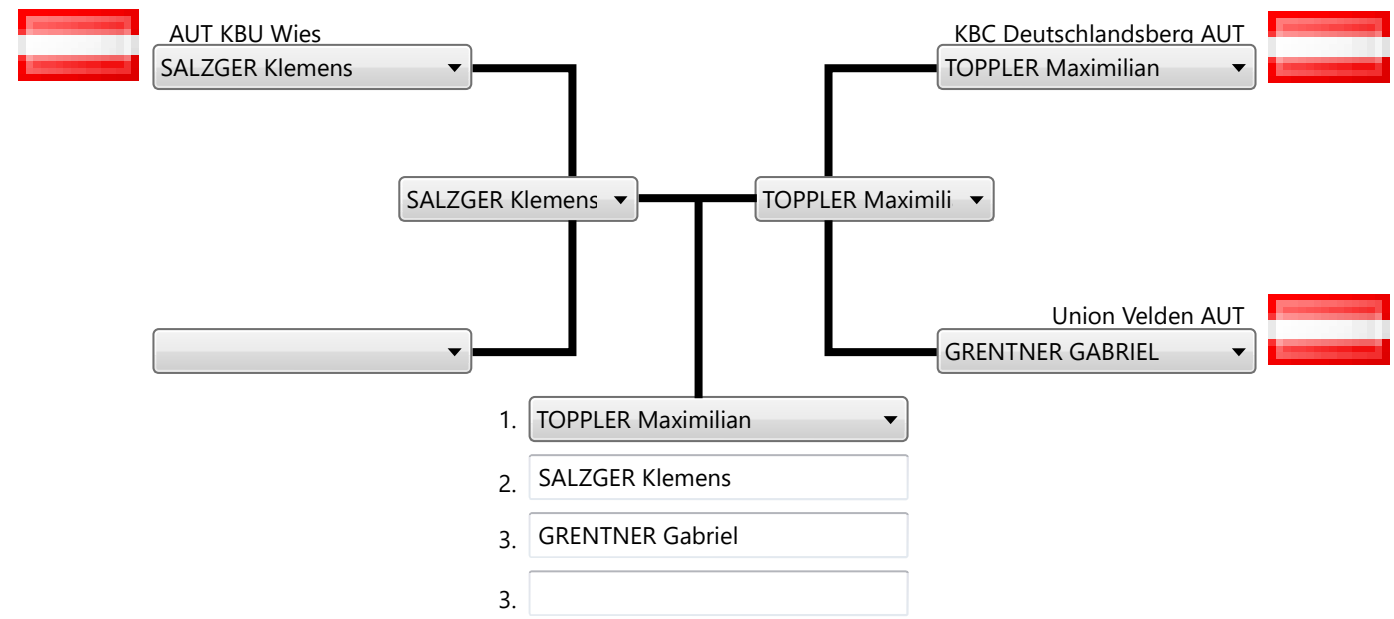 AUT KBU Wies
SALZGER Klemens
KBC Deutschlandsberg AUT
TOPPLER Maximilian
SALZGER Klemens
TOPPLER Maximili
Union Velden AUT
GRENTNER GABRIEL
1. TOPPLER Maximilian
2. SALZGER Klemens
3. GRENTNER Gabriel
3.